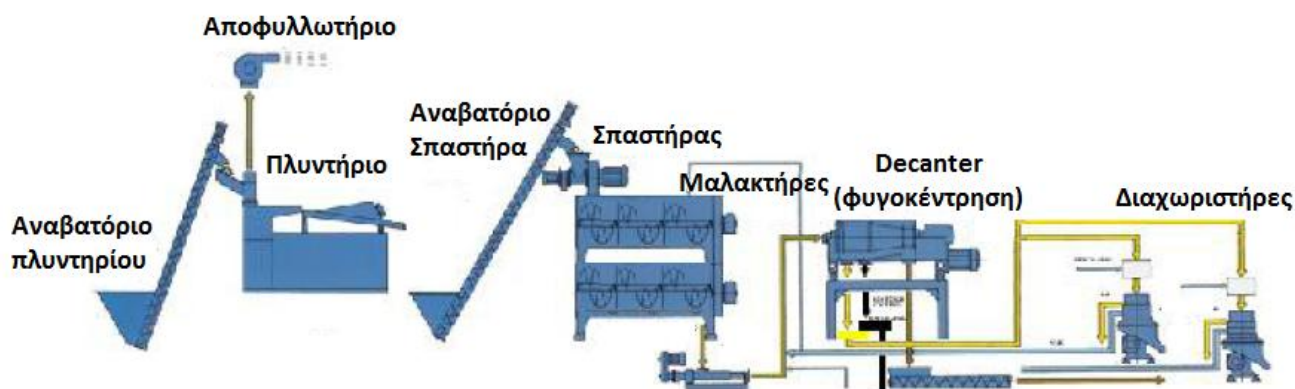 Αποφυλλωτήριο
Αναβατόριο
Σπαστήρα
Σπαστήρας
Πλυντήριο
Μαλακτήρες
Decanter
(φυγοκέντρηση)
Διαχωριστήρες
Αναβατόριο
πλυντηρίου